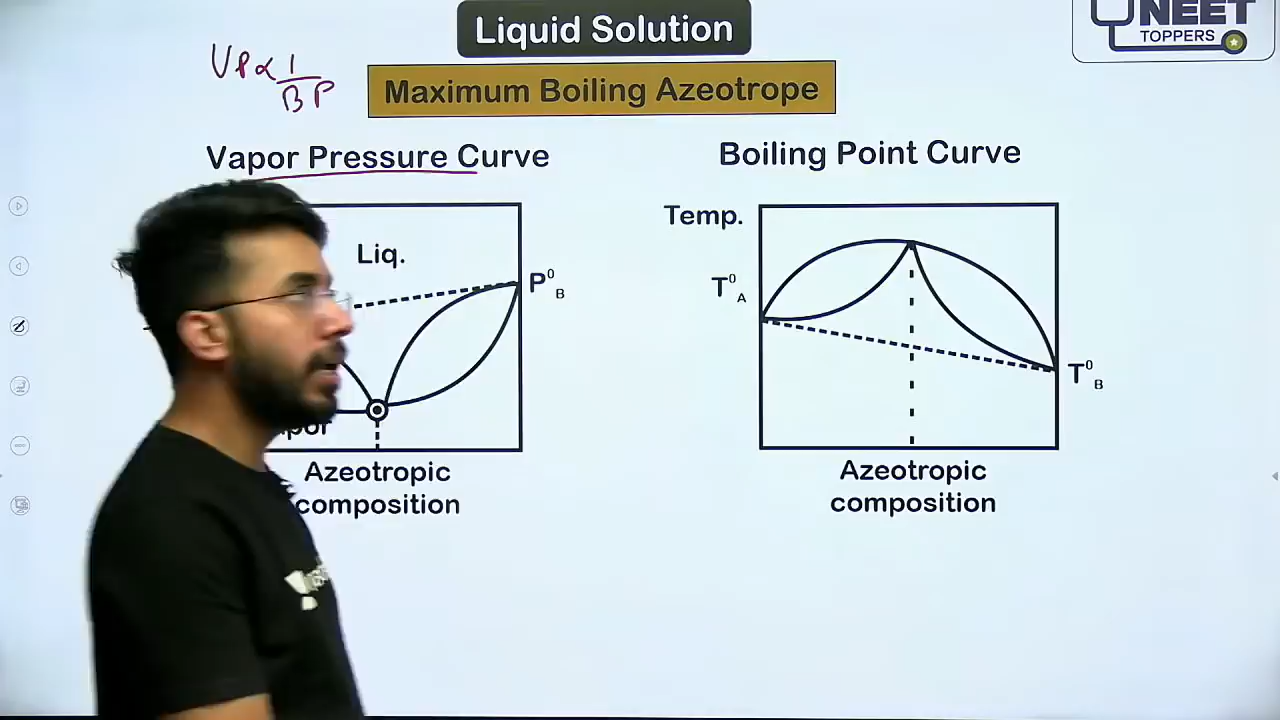 Liquid Solution
NEET
TOPPERS
VP ∝ 1/BP
Maximum Boiling Azeotrope
Vapor Pressure Curve
Boiling Point Curve
Liq.
P⁰B
Temp.
T⁰A
T⁰B
Azeotropic
composition
Azeotropic
composition